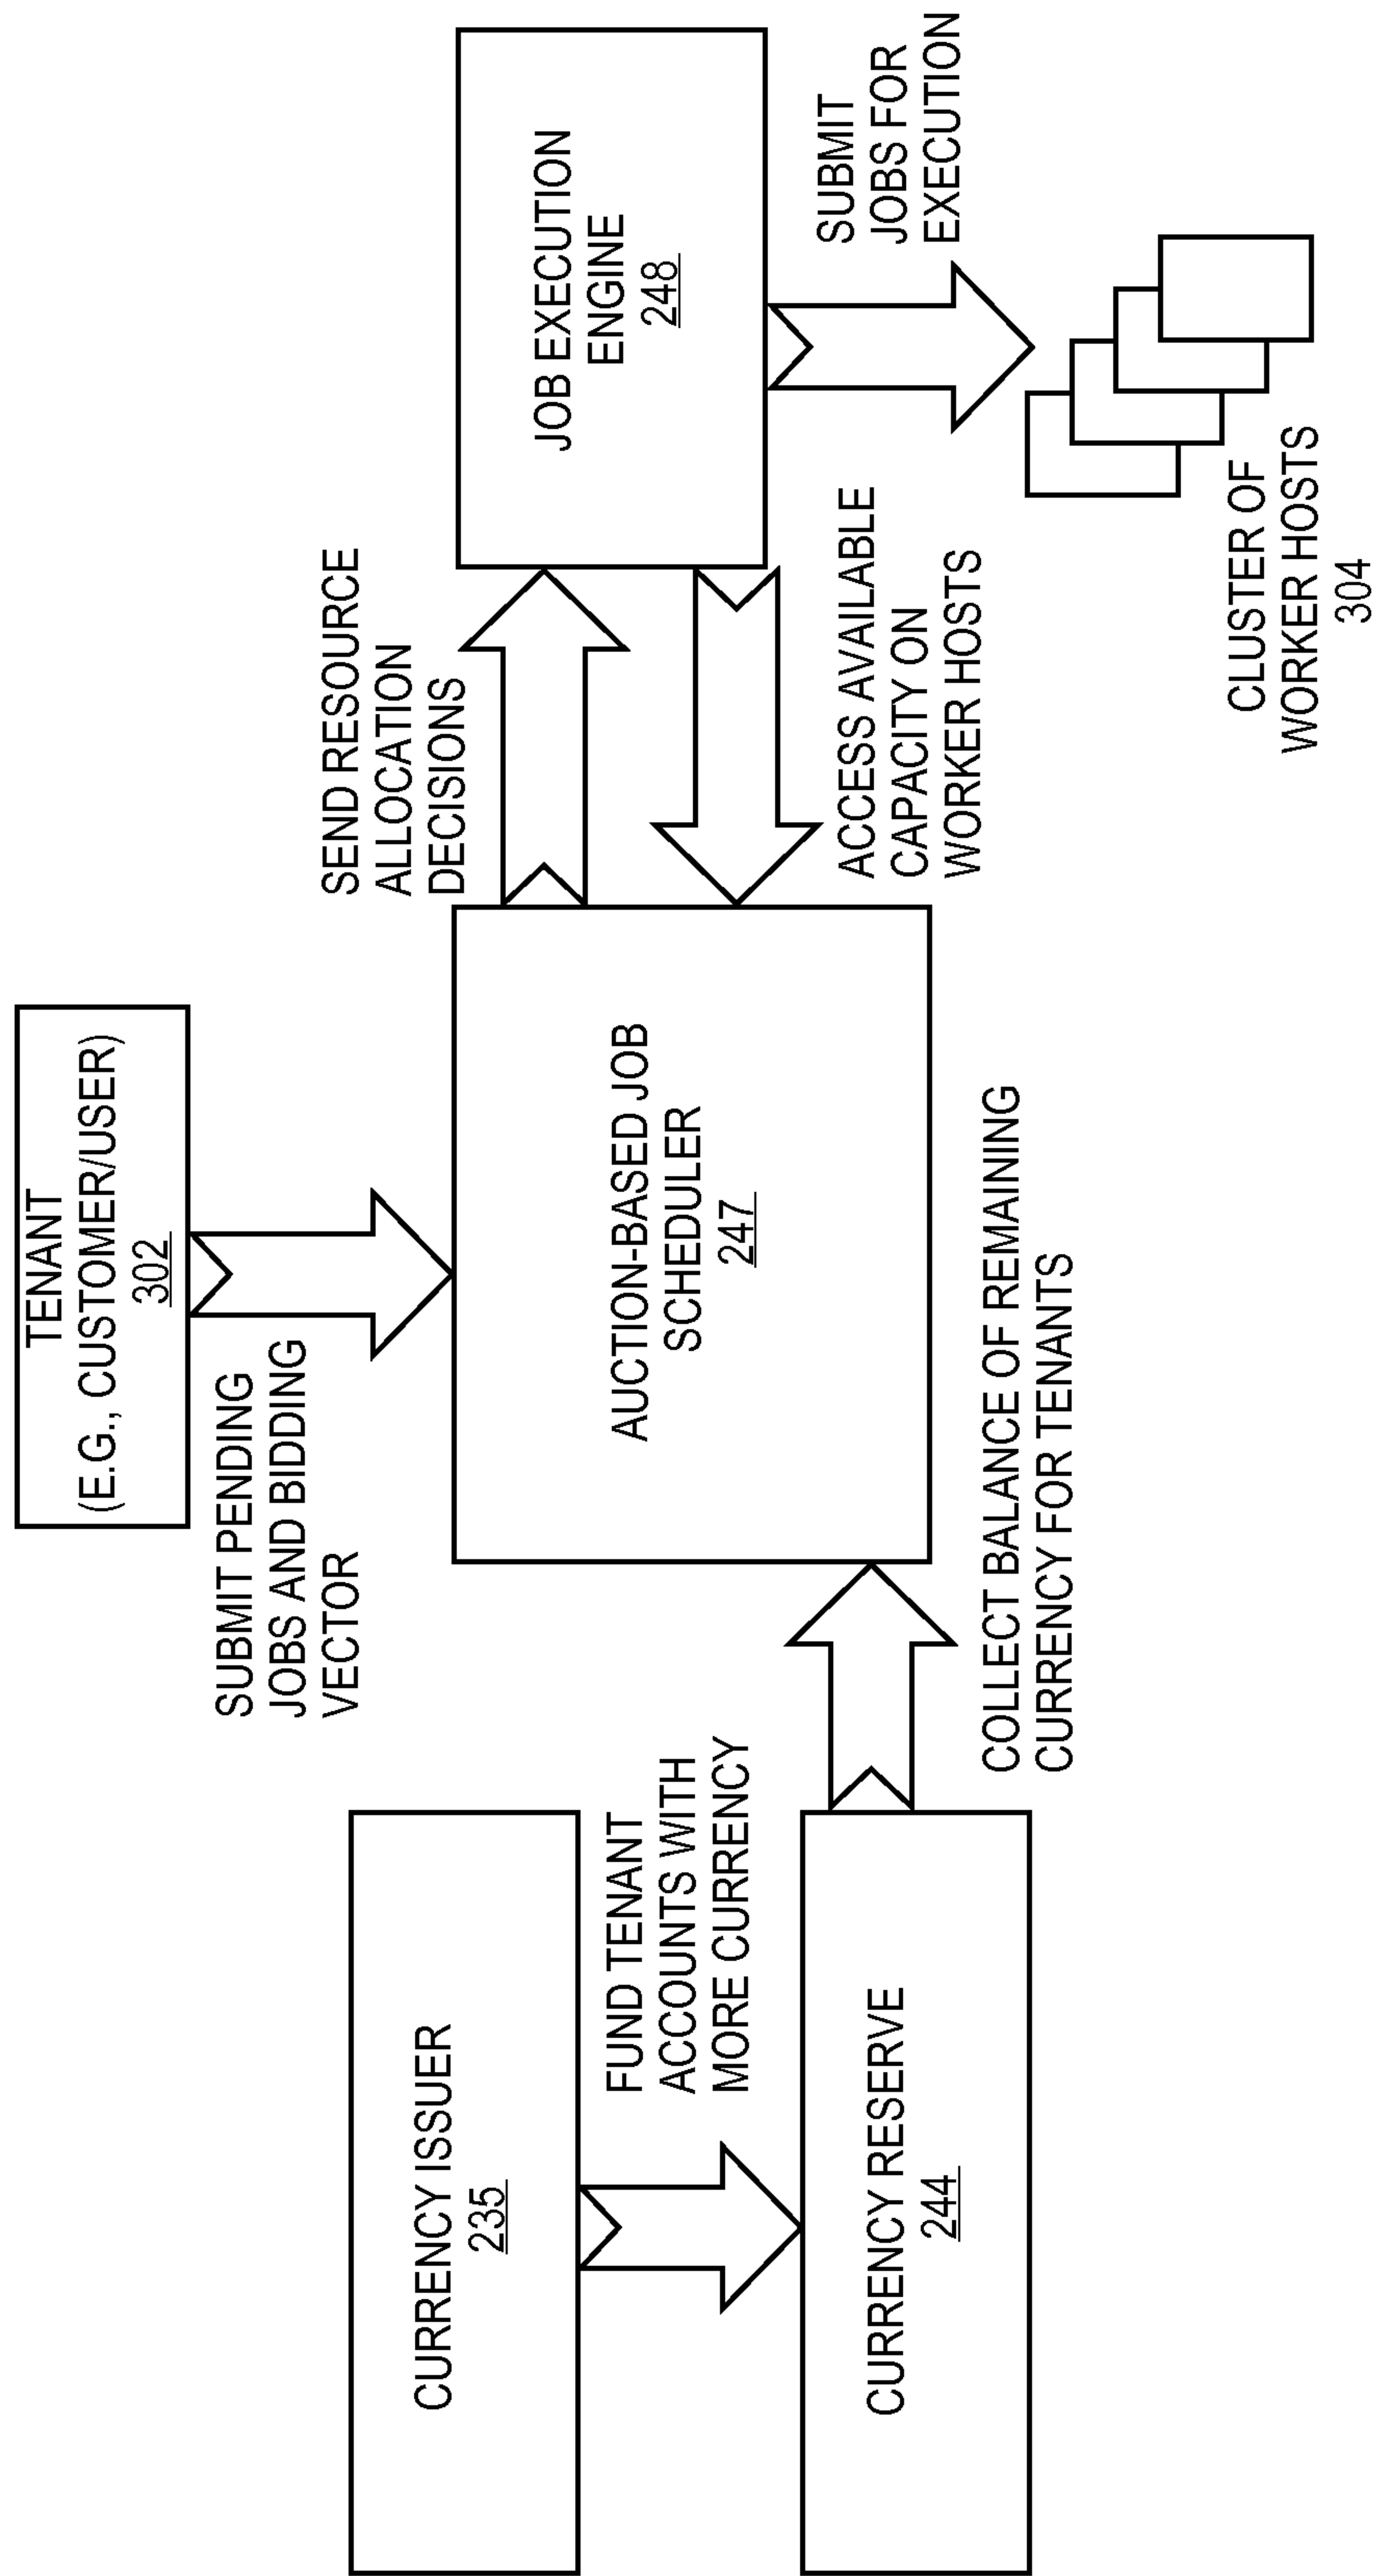 TENANT
(E.G., CUSTOMER/USER)
302
SUBMIT PENDING
JOBS AND BIDDING
VECTOR
CURRENCY ISSUER
235
FUND TENANT
ACCOUNTS WITH
MORE CURRENCY
CURRENCY RESERVE
244
COLLECT BALANCE OF REMAINING
CURRENCY FOR TENANTS
AUCTION-BASED JOB
SCHEDULER
247
SEND RESOURCE
ALLOCATION
DECISIONS
ACCESS AVAILABLE
CAPACITY ON
WORKER HOSTS
JOB EXECUTION
ENGINE
248
SUBMIT
JOBS FOR
EXECUTION
CLUSTER OF
WORKER HOSTS
304